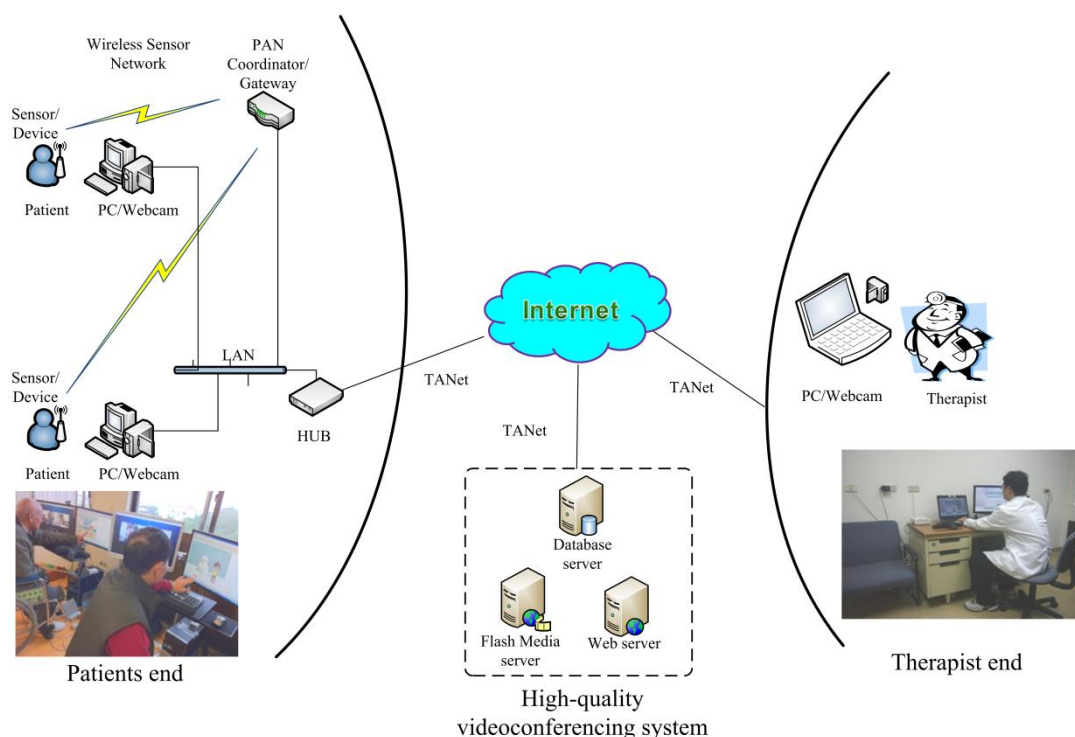 Wireless Sensor
Network
PAN
Coordinator/
Gateway
Sensor/
Device
Patient
PC/Webcam
LAN
Sensor/
Device
HUB
Patient
PC/Webcam
Patients end
Internet
TANet
TANet
TANet
Database
server
Flash Media
server
Web server
High-quality
videoconferencing system
PC/Webcam
Therapist
Therapist end